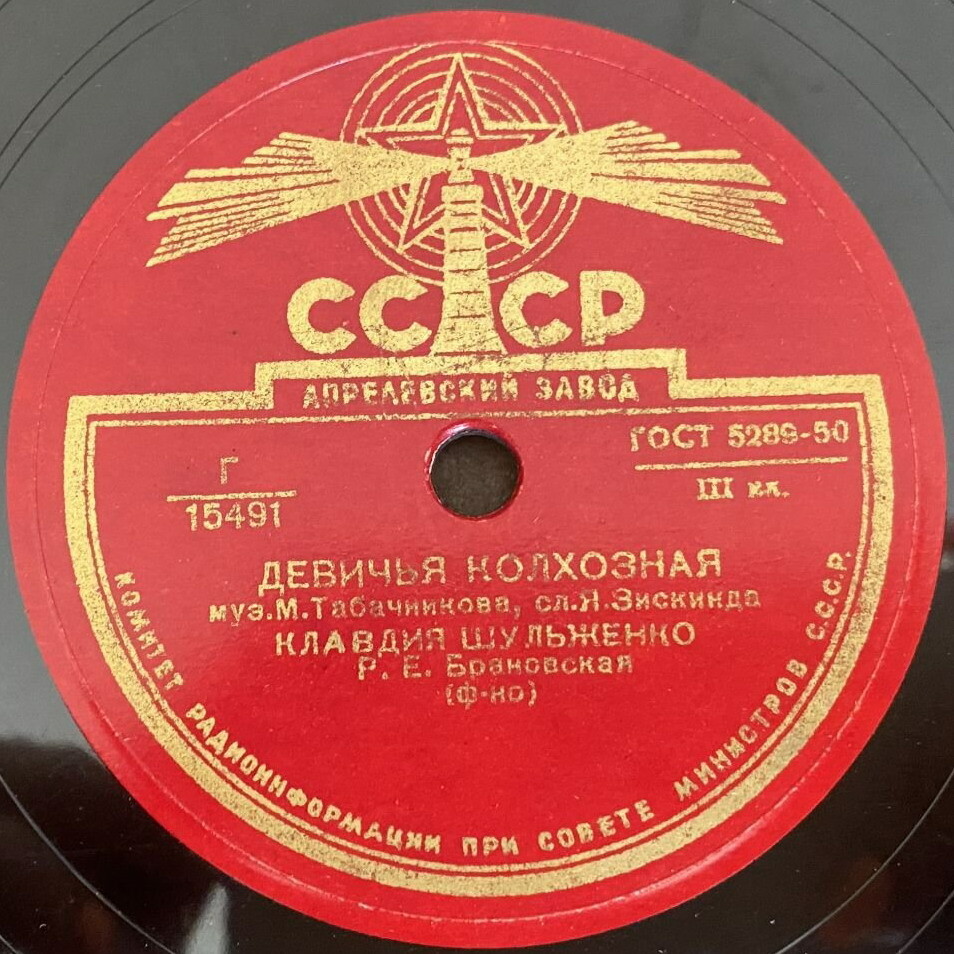 СССР
АПРЕЛЕВСКИЙ ЗАВОД
ГОСТ 5289-50
III кл.
Г
15491
ДЕВИЧЬЯ КОЛХОЗНАЯ
муз.М.Табачникова, сл.Я.Зискинда
КЛАВДИЯ ШУЛЬЖЕНКО
Р. Е. Брановская
(ф-но)
КОМИТЕТ РАДИОИНФОРМАЦИИ ПРИ СОВЕТЕ МИНИСТРОВ С.С.С.Р.